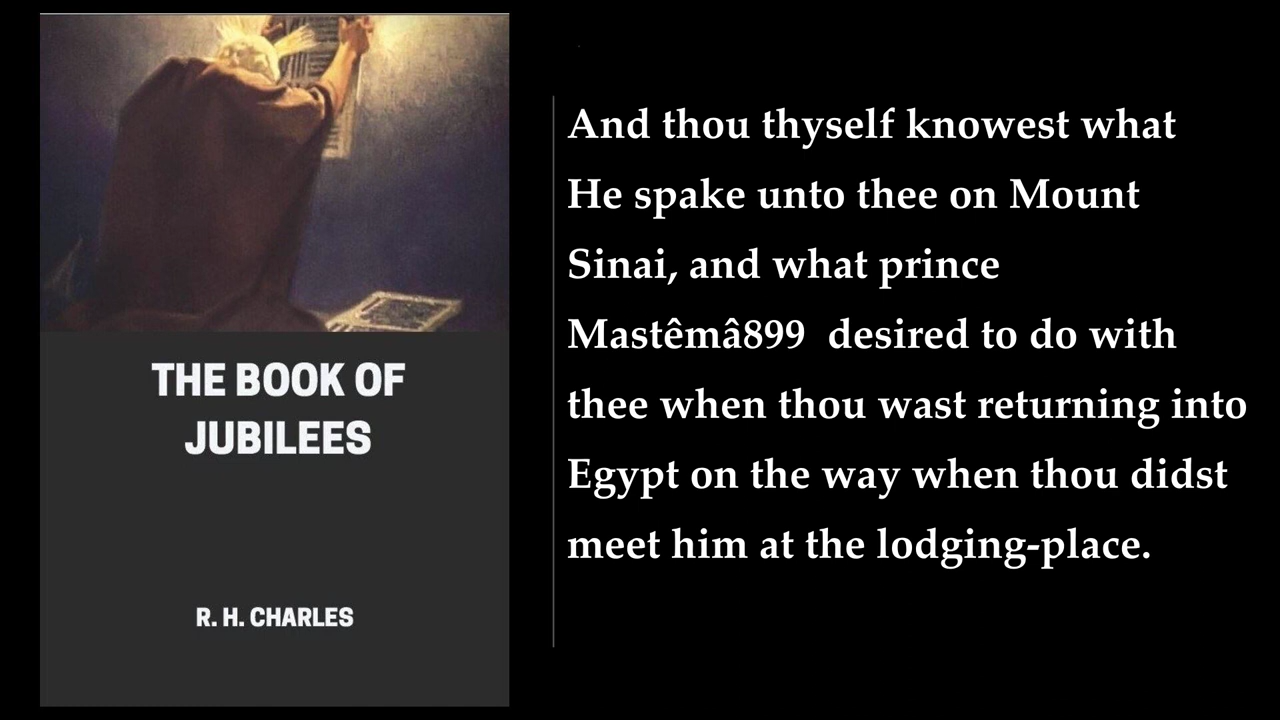 THE BOOK OF
JUBILEES
R. H. CHARLES
And thou thyself knowest what
He spake unto thee on Mount
Sinai, and what prince
Mastêmâ899  desired to do with
thee when thou wast returning into
Egypt on the way when thou didst
meet him at the lodging-place.